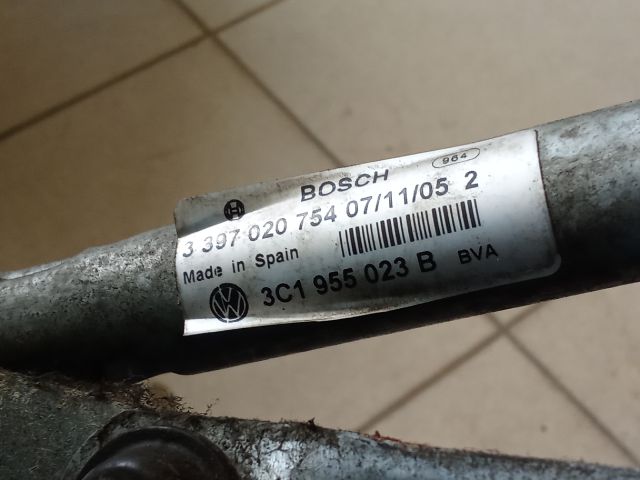 964
BOSCH
3 397 020 754 07/11/05 2
Made in Spain
3C1 955 023 B BVA